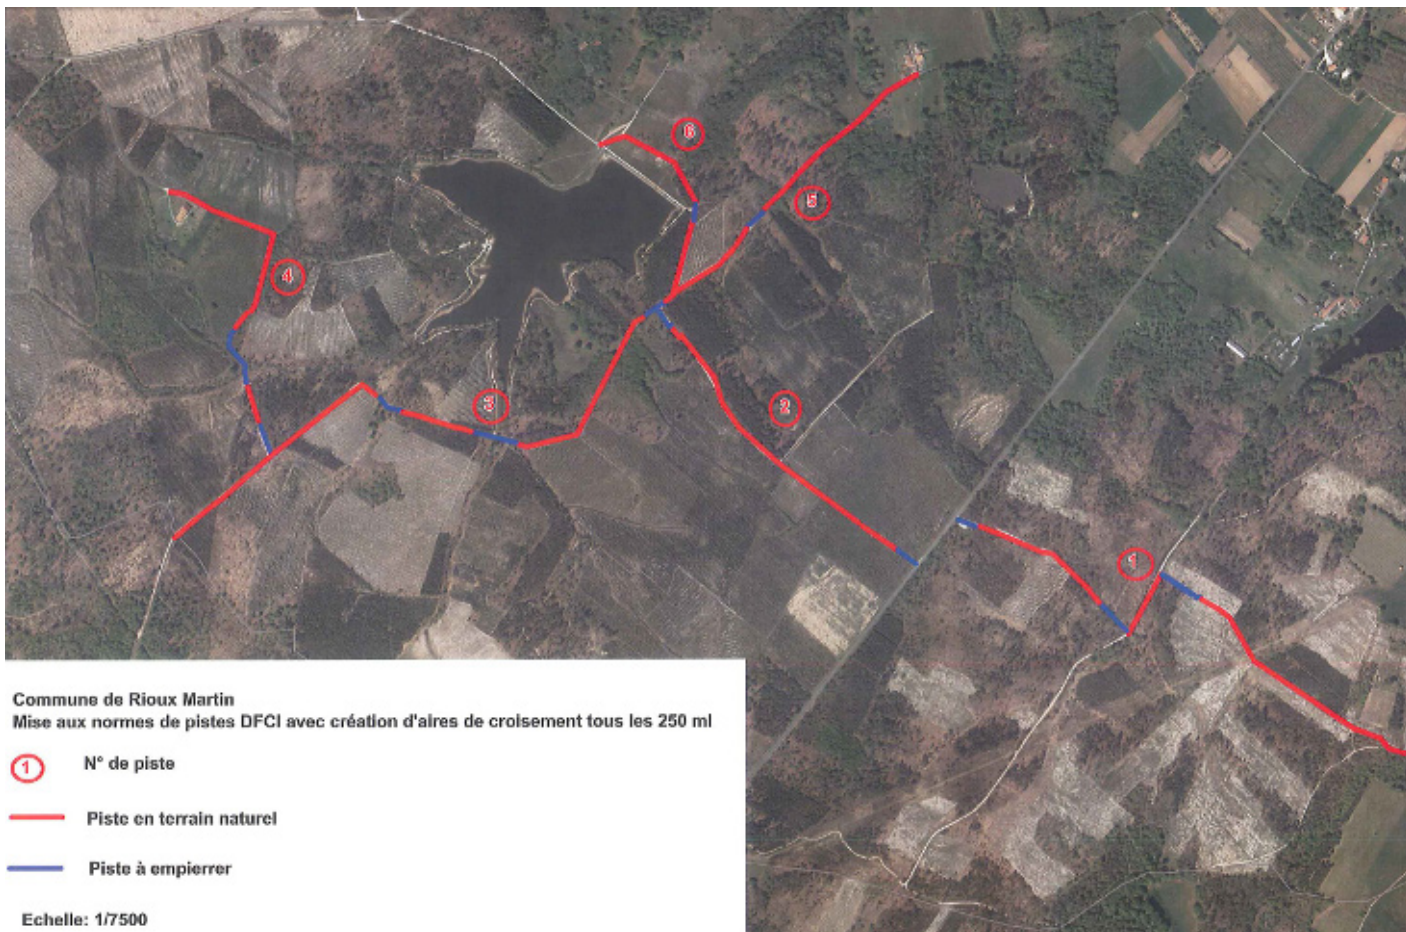 6
5
4
3
2
1
Commune de Rioux Martin
Mise aux normes de pistes DFCI avec création d'aires de croisement tous les 250 ml
1 N° de piste
Piste en terrain naturel
Piste à empierrer
Echelle: 1/7500